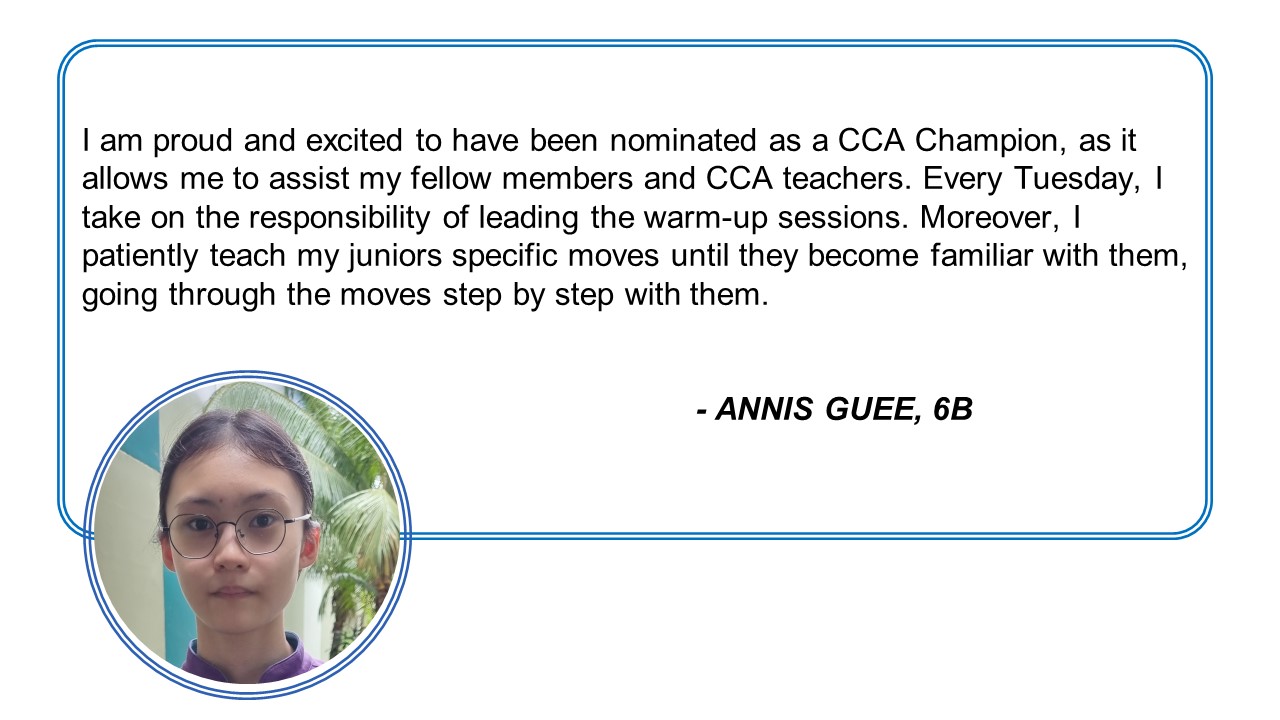 I am proud and excited to have been nominated as a CCA Champion, as it
allows me to assist my fellow members and CCA teachers. Every Tuesday, I
take on the responsibility of leading the warm-up sessions. Moreover, I
patiently teach my juniors specific moves until they become familiar with them,
going through the moves step by step with them.
- ANNIS GUEE, 6B